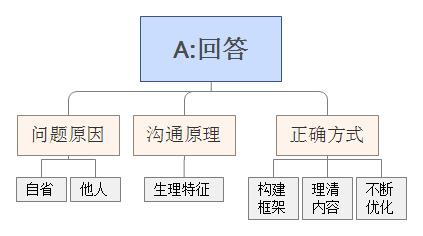 A:回答
问题原因
沟通原理
正确方式
自省
他人
生理特征
构建
框架
理清
内容
不断
优化